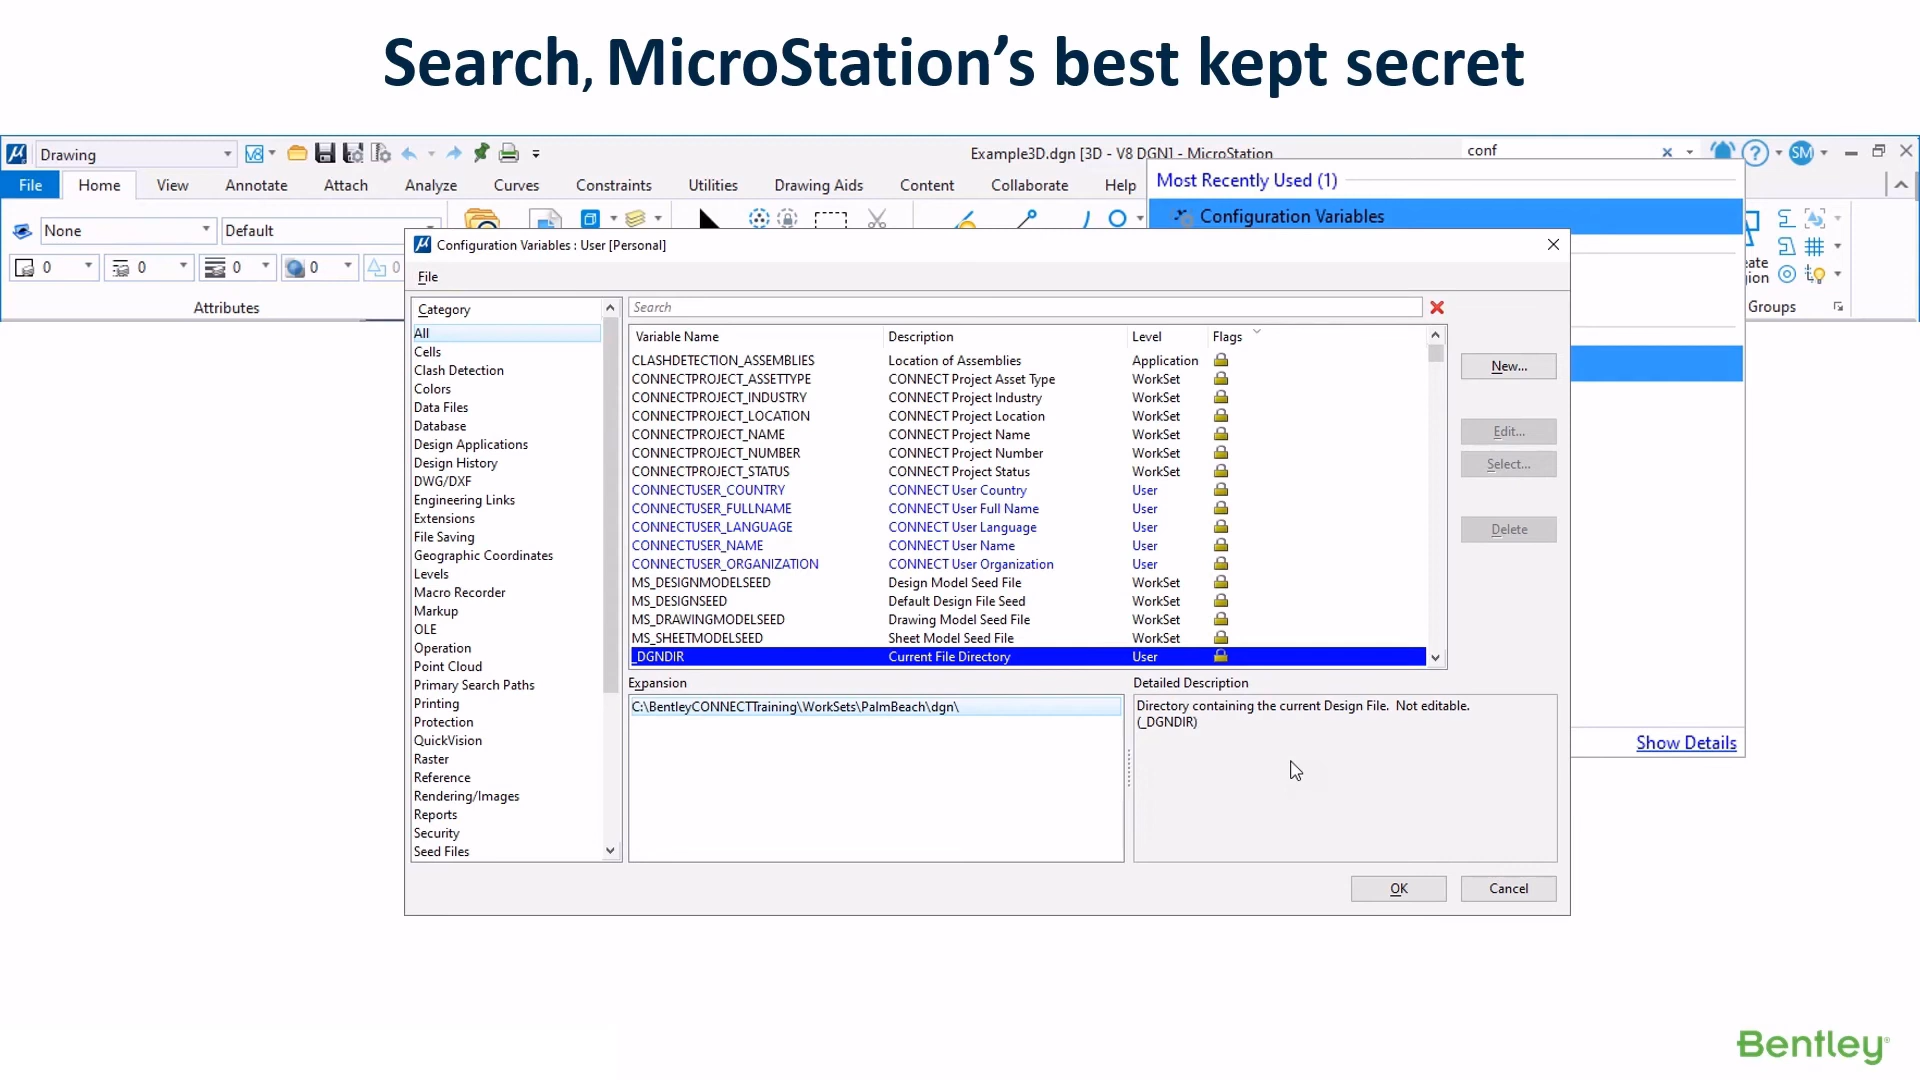 Search, MicroStation's best kept secret
Drawing
Example3D.dgn [3D - V8 DGN] - MicroStation
conf
SM
File Home View Annotate Attach Analyze Curves Constraints Utilities Drawing Aids Content Collaborate Help
Most Recently Used (1)
Configuration Variables
None Default
0 0 0 0 0
Attributes
Groups
Configuration Variables : User [Personal]
File
Category
All
Cells
Clash Detection
Colors
Data Files
Database
Design Applications
Design History
DWG/DXF
Engineering Links
Extensions
File Saving
Geographic Coordinates
Levels
Macro Recorder
Markup
OLE
Operation
Point Cloud
Primary Search Paths
Printing
Protection
QuickVision
Raster
Reference
Rendering/Images
Reports
Security
Seed Files
Search
Variable Name Description Level Flags
CLASHDETECTION_ASSEMBLIES Location of Assemblies Application
CONNECTPROJECT_ASSETTYPE CONNECT Project Asset Type WorkSet
CONNECTPROJECT_INDUSTRY CONNECT Project Industry WorkSet
CONNECTPROJECT_LOCATION CONNECT Project Location WorkSet
CONNECTPROJECT_NAME CONNECT Project Name WorkSet
CONNECTPROJECT_NUMBER CONNECT Project Number WorkSet
CONNECTPROJECT_STATUS CONNECT Project Status WorkSet
CONNECTUSER_COUNTRY CONNECT User Country User
CONNECTUSER_FULLNAME CONNECT User Full Name User
CONNECTUSER_LANGUAGE CONNECT User Language User
CONNECTUSER_NAME CONNECT User Name User
CONNECTUSER_ORGANIZATION CONNECT User Organization User
MS_DESIGNMODELSEED Design Model Seed File WorkSet
MS_DESIGNSEED Default Design File Seed WorkSet
MS_DRAWINGMODELSEED Drawing Model Seed File WorkSet
MS_SHEETMODELSEED Sheet Model Seed File WorkSet
_DGNDIR Current File Directory User
New...
Edit...
Select...
Delete
Expansion
C:\BentleyCONNECTTraining\WorkSets\PalmBeach\dgn\
Detailed Description
Directory containing the current Design File. Not editable.
(_DGNDIR)
Show Details
OK Cancel
Bentley